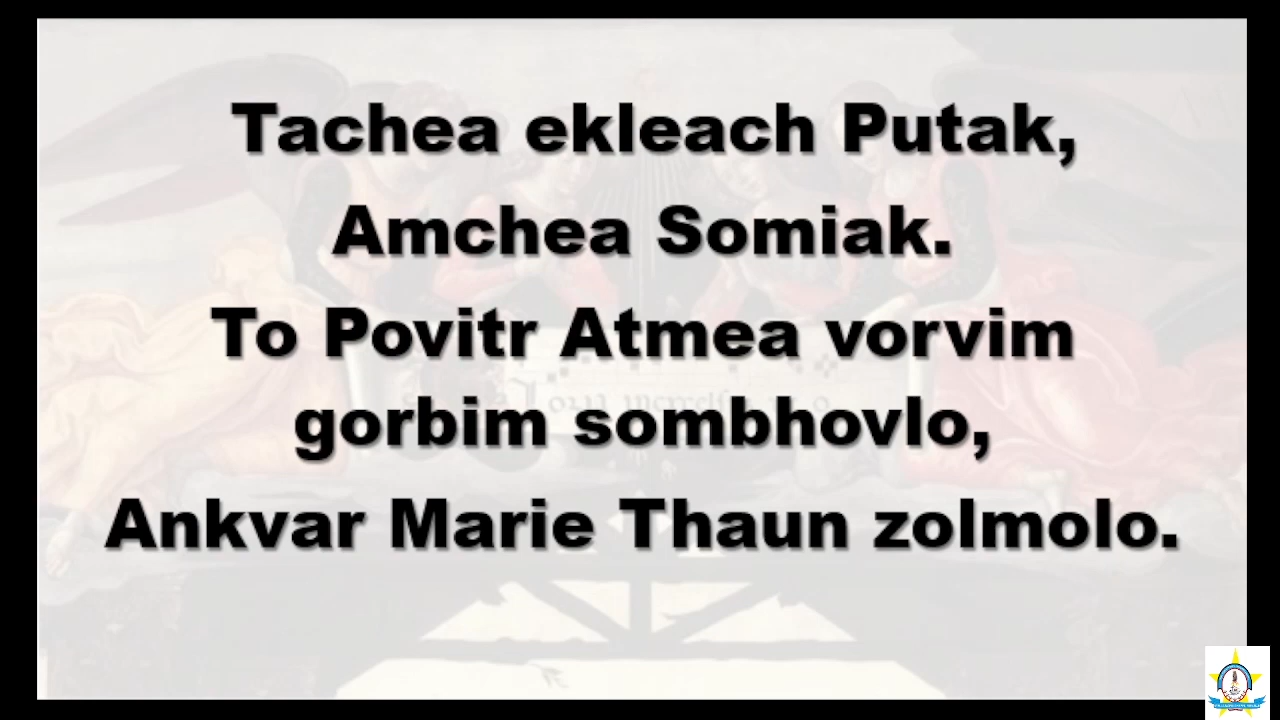 Tachea ekleach Putak,
Amchea Somiak.
To Povitr Atmea vorvim
gorbim sombhovlo,
Ankvar Marie Thaun zolmolo.